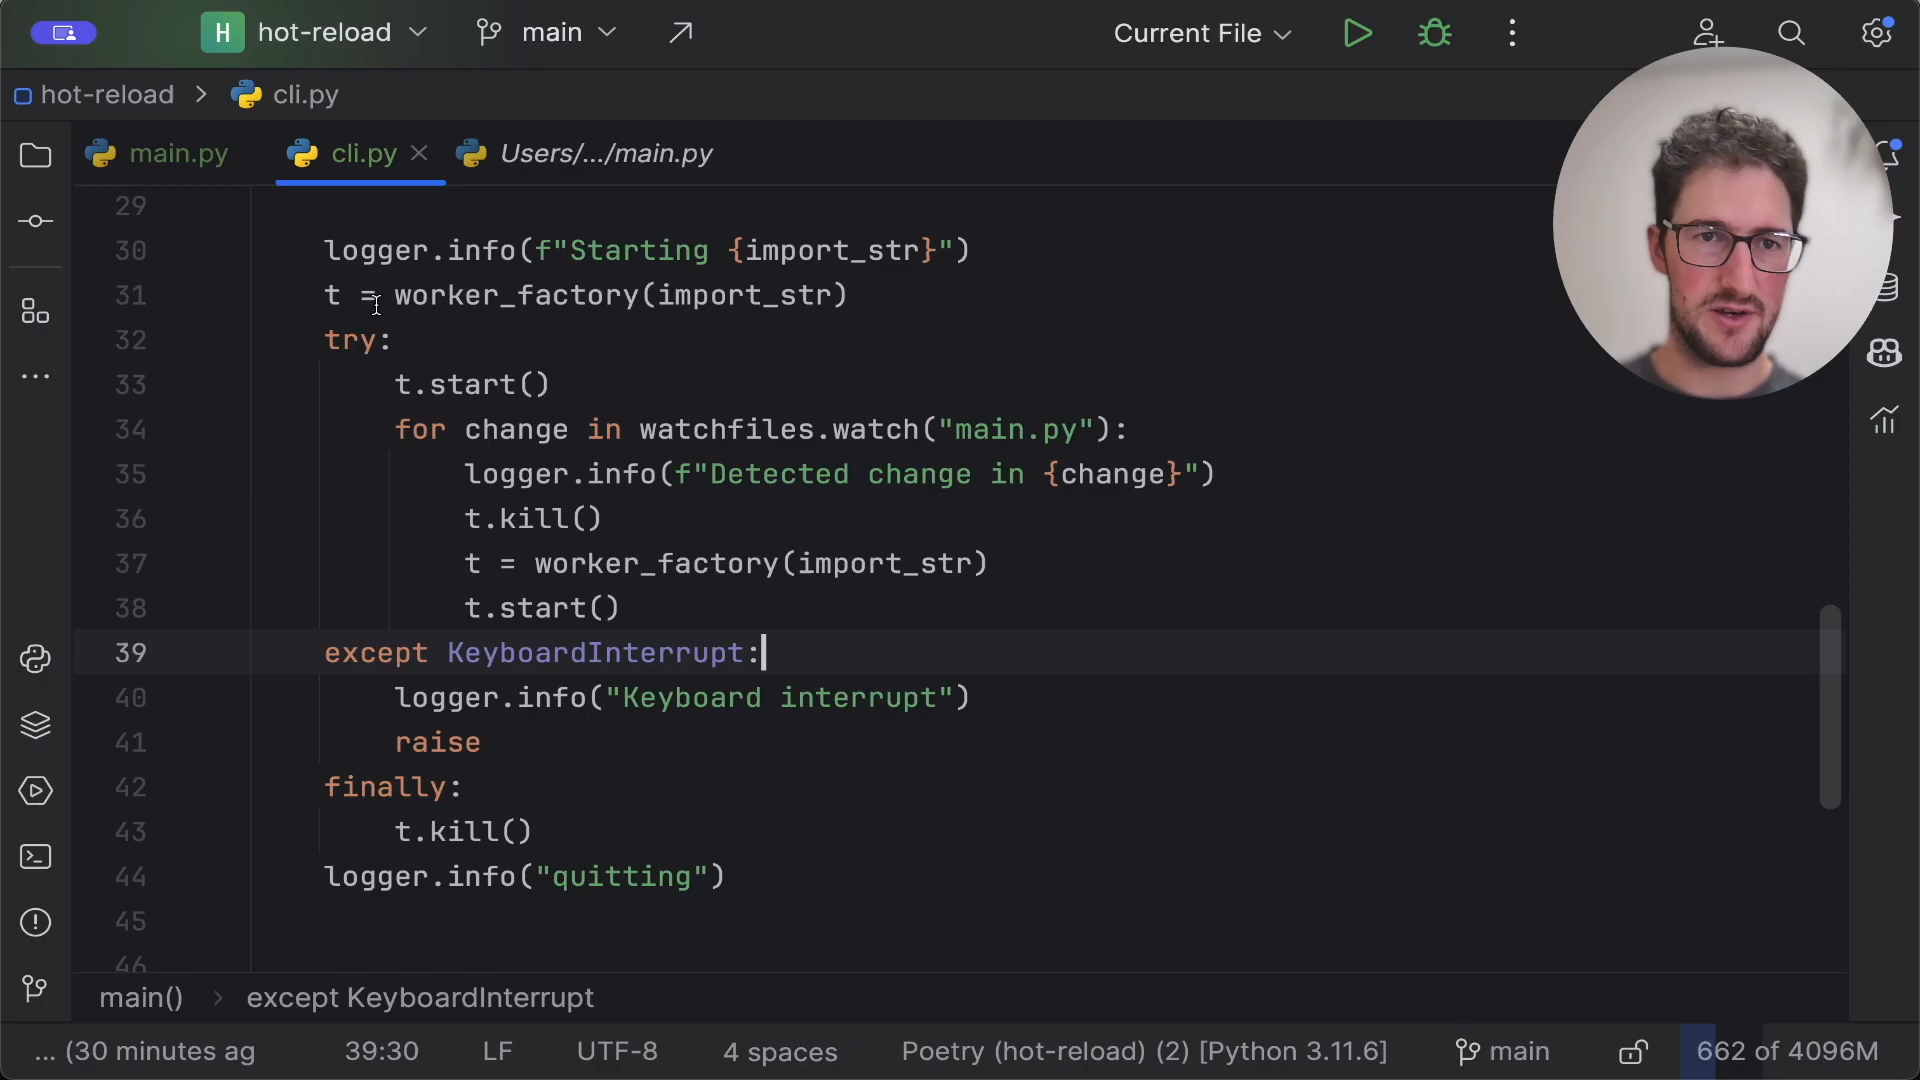 H hot-reload main Current File
hot-reload > cli.py
main.py cli.py Users/.../main.py
29
30 logger.info(f"Starting {import_str}")
31 t = worker_factory(import_str)
32 try:
33 t.start()
34 for change in watchfiles.watch("main.py"):
35 logger.info(f"Detected change in {change}")
36 t.kill()
37 t = worker_factory(import_str)
38 t.start()
39 except KeyboardInterrupt:
40 logger.info("Keyboard interrupt")
41 raise
42 finally:
43 t.kill()
44 logger.info("quitting")
45
46
main() > except KeyboardInterrupt
... (30 minutes ag 39:30 LF UTF-8 4 spaces Poetry (hot-reload) (2) [Python 3.11.6] main 662 of 4096M